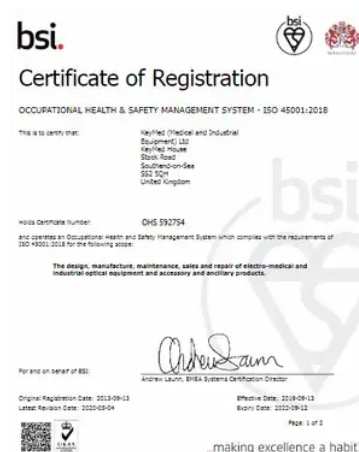 bsi.
bsi
Certificate of Registration
OCCUPATIONAL HEALTH & SAFETY MANAGEMENT SYSTEM - ISO 45001:2018
This is to certify that:
KeyMed (Medical and Industrial
Equipment) Ltd
KeyMed House
Stock Road
Southend-on-Sea
SS2 5QH
United Kingdom
Holds Certificate Number:
OHS 592754
and operates an Occupational Health and Safety Management System which complies with the requirements of
ISO 45001:2018 for the following scope:
The design, manufacture, maintenance, sales and repair of electro-medical and
industrial optical equipment and accessory and ancillary products.
For and on behalf of BSI:
Andrew Launn, EMEA Systems Certification Director
Original Registration Date: 2013-09-13
Effective Date: 2019-09-13
Latest Revision Date: 2020-03-04
Expiry Date: 2022-09-12
Page: 1 of 2
UKAS
...making excellence a habit
bsi